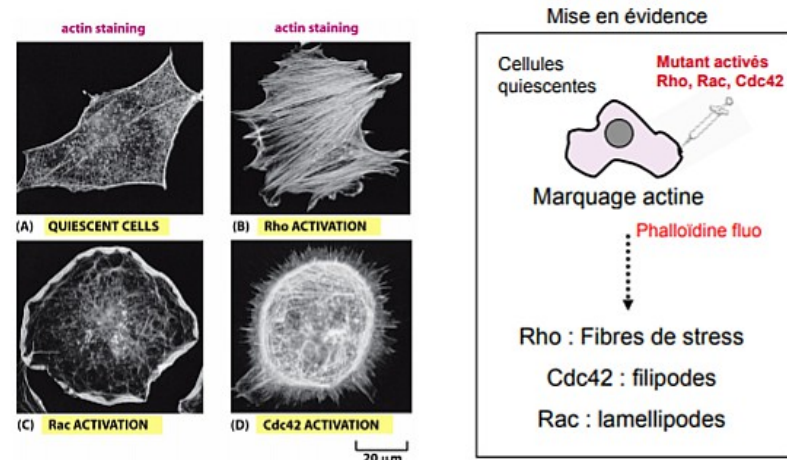 actin staining
actin staining
(A) QUIESCENT CELLS
(B) Rho ACTIVATION
(C) Rac ACTIVATION
(D) Cdc42 ACTIVATION
20 µm
Mise en évidence
Cellules
quiescentes
Mutant activés
Rho, Rac, Cdc42
Marquage actine
Phalloïdine fluo
Rho : Fibres de stress
Cdc42 : filipodes
Rac : lamellipodes